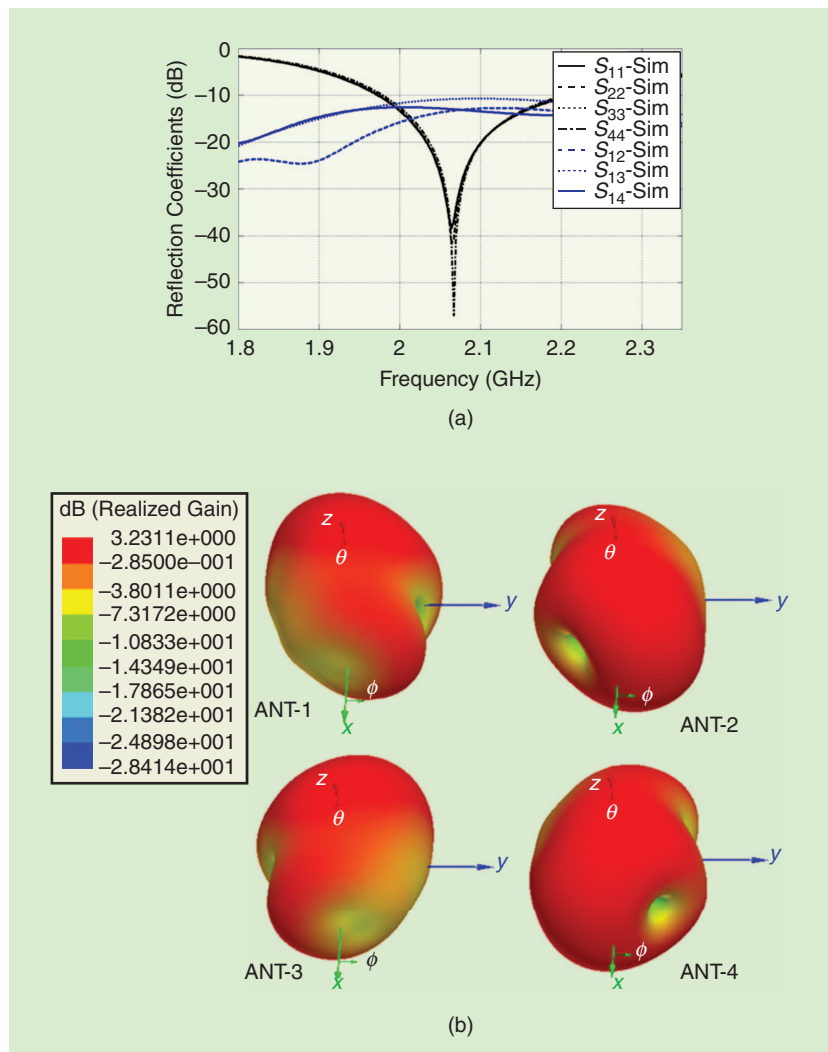 0
–10
–20
–30
–40
–50
–60
Reflection Coefficients (dB)
S11-Sim
S22-Sim
S33-Sim
S44-Sim
S12-Sim
S13-Sim
S14-Sim
1.8 1.9 2 2.1 2.2 2.3
Frequency (GHz)
(a)
dB (Realized Gain)
3.2311e+000
–2.8500e–001
–3.8011e+000
–7.3172e+000
–1.0833e+001
–1.4349e+001
–1.7865e+001
–2.1382e+001
–2.4898e+001
–2.8414e+001
z
θ
y
ϕ
x
ANT-1
z
θ
y
ϕ
x
ANT-2
z
θ
y
ϕ
x
ANT-3
z
θ
y
ϕ
x
ANT-4
(b)